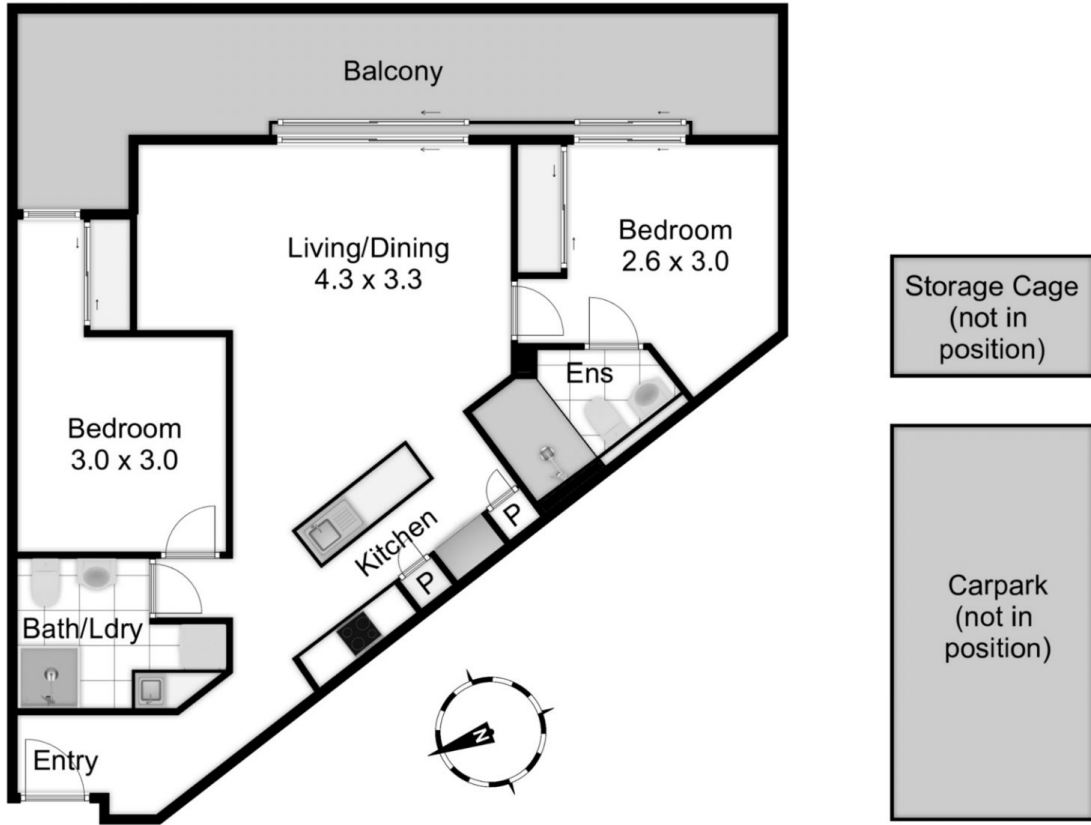 Balcony
Living/Dining
4.3 x 3.3
Bedroom
2.6 x 3.0
Storage Cage
(not in
position)
Ens
Bedroom
3.0 x 3.0
P
Kitchen
P
Carpark
(not in
position)
Bath/Ldry
N
Entry